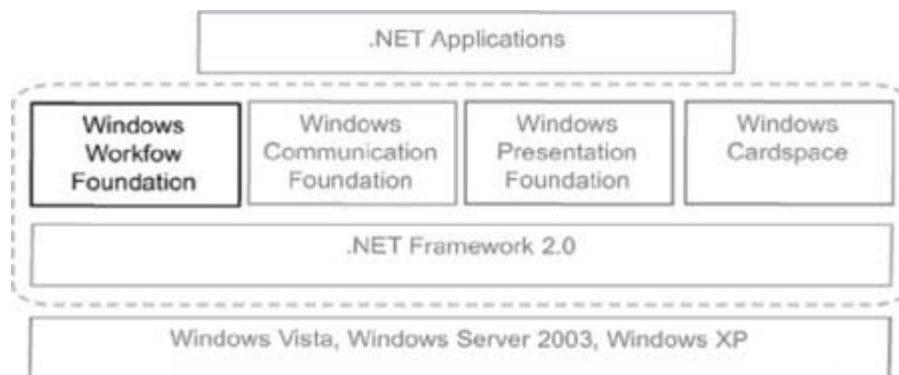 .NET Applications
Windows
Workfow
Foundation
Windows
Communication
Foundation
Windows
Presentation
Foundation
Windows
Cardspace
.NET Framework 2.0
Windows Vista, Windows Server 2003, Windows XP